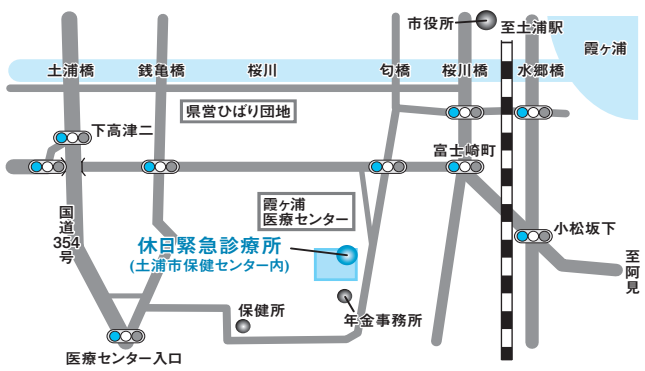 市役所
至土浦駅
霞ヶ浦
土浦橋
銭亀橋
桜川
匂橋
桜川橋
水郷橋
県営ひばり団地
下高津二
富士崎町
霞ヶ浦
医療センター
国道354号
休日緊急診療所
(土浦市保健センター内)
小松坂下
至阿見
保健所
年金事務所
医療センター入口